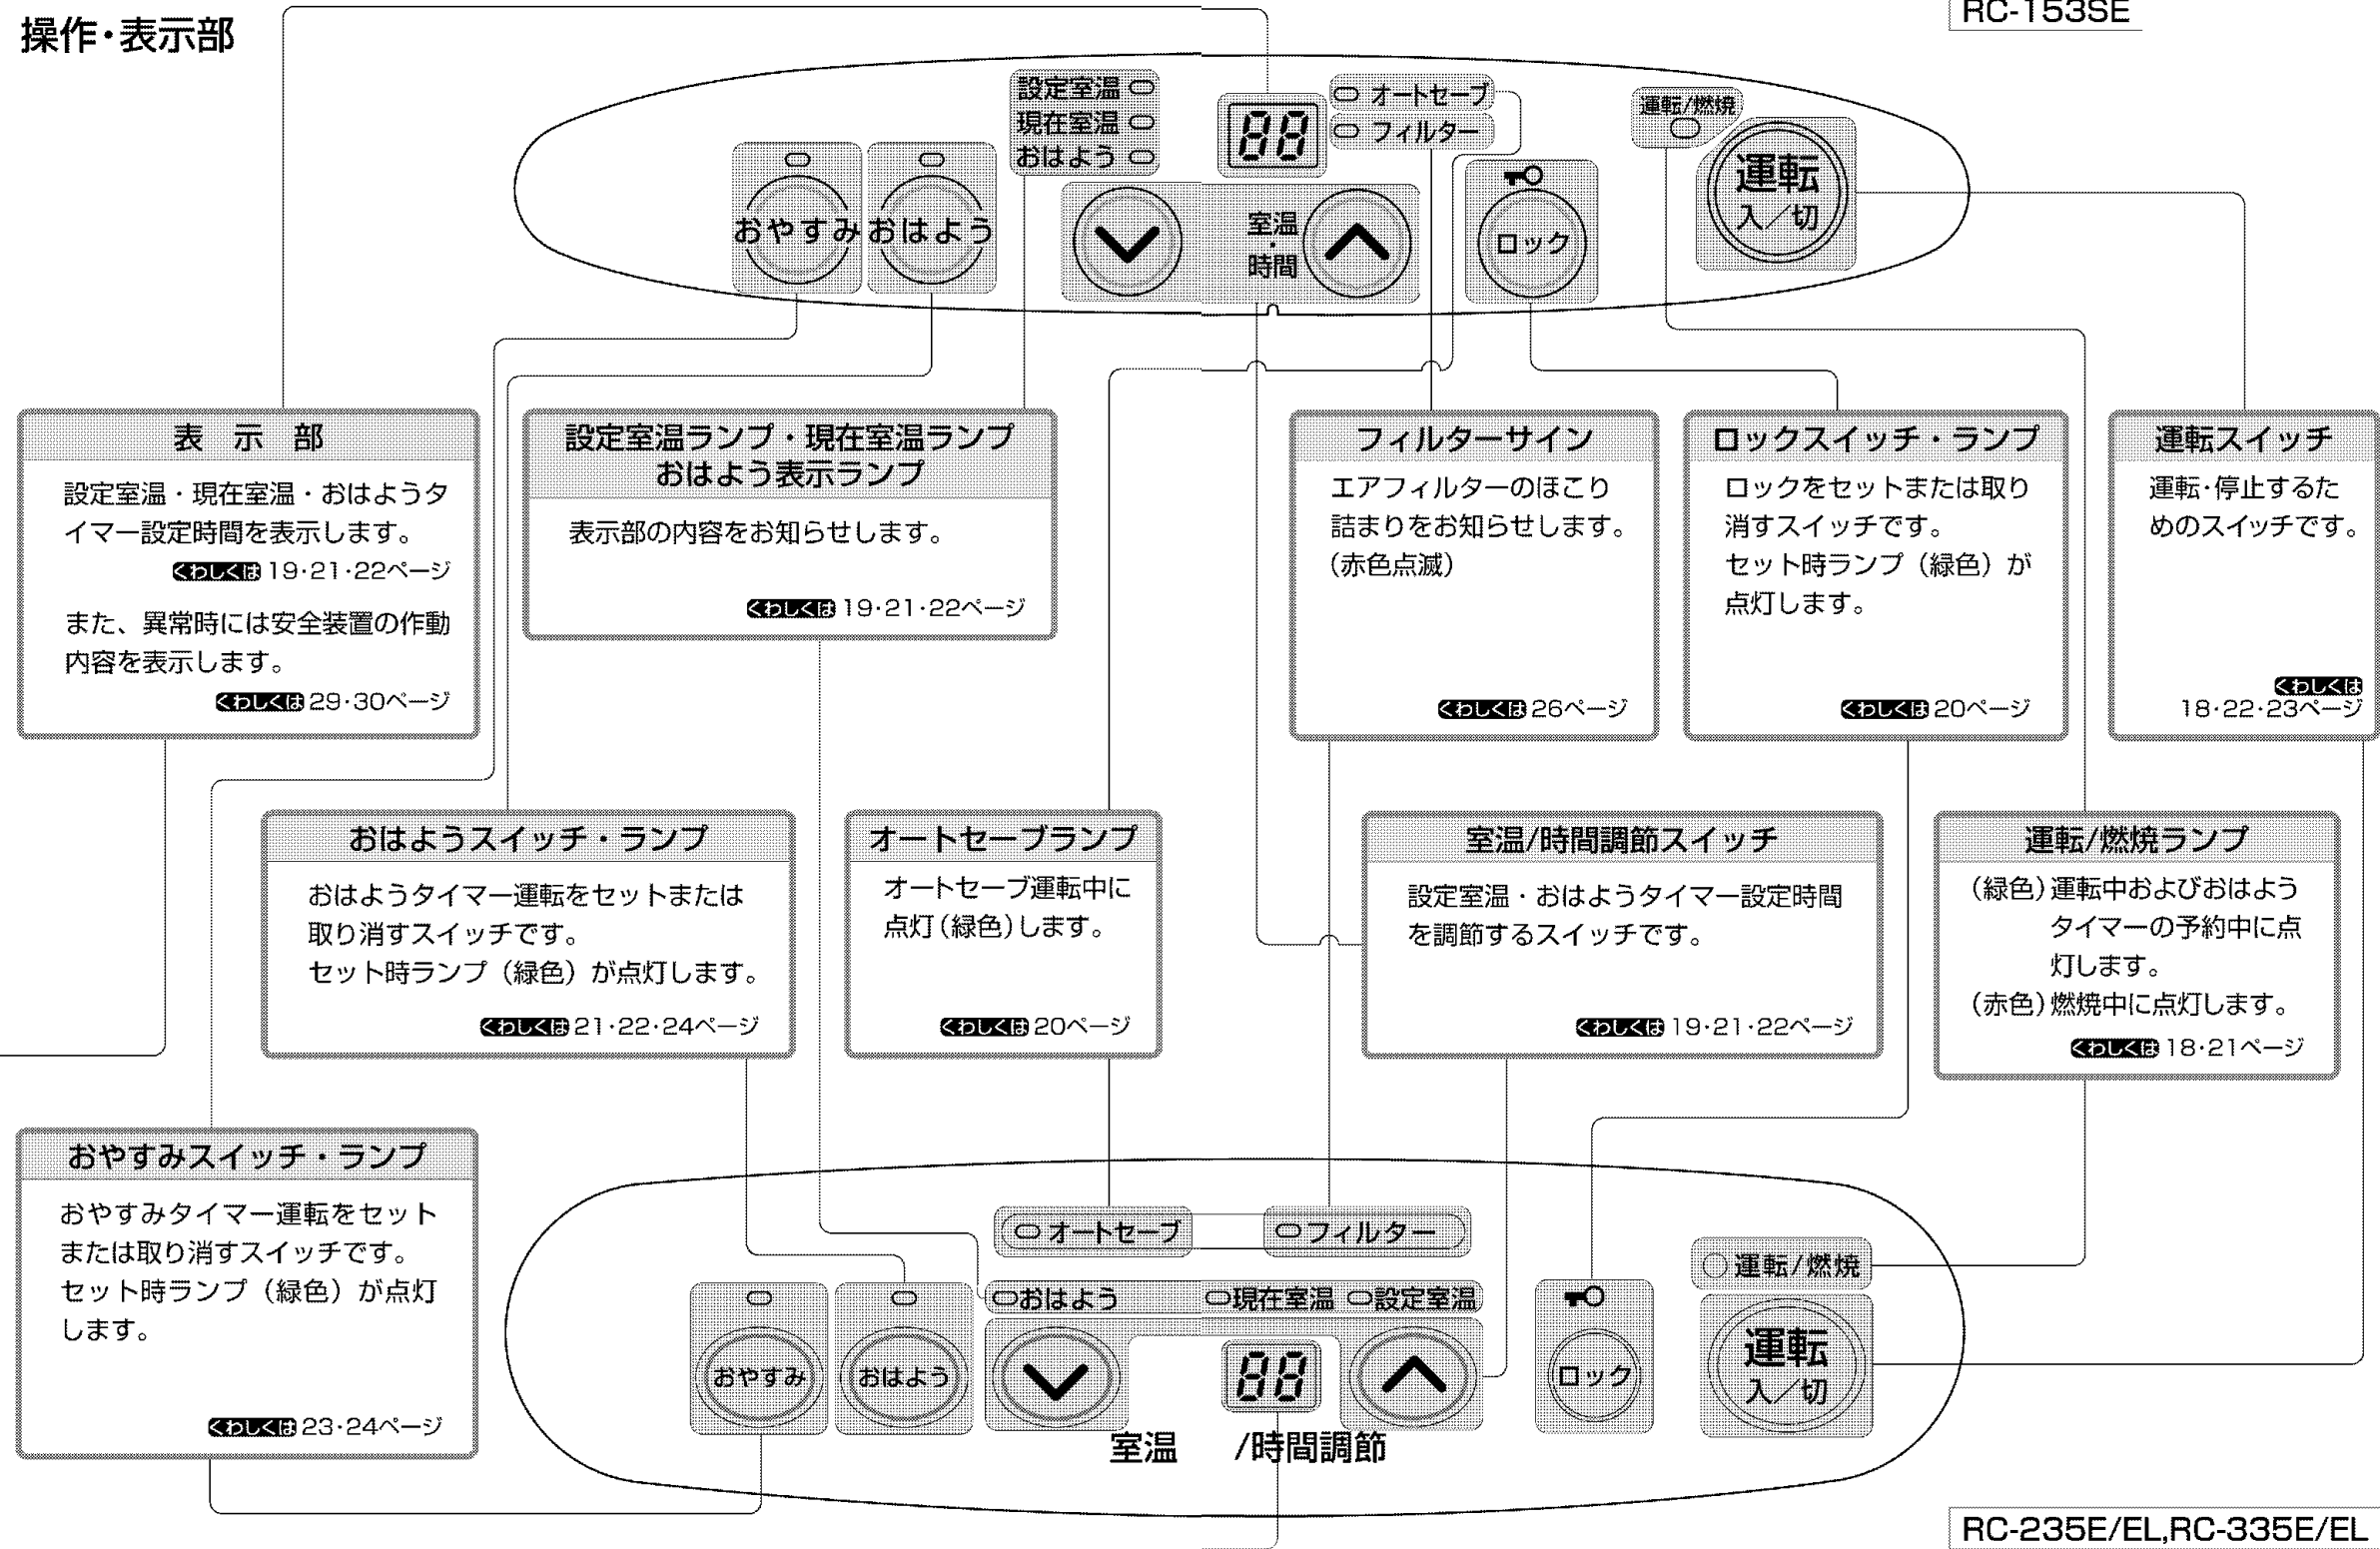 操作・表示部
RC-153SE
設定室温
現在室温
おはよう
88
オートセーブ
フィルター
運転/燃焼
運転
入/切
おやすみ
おはよう
室温
・
時間
ロック
表 示 部
設定室温・現在室温・おはようタ
イマー設定時間を表示します。
くわしくは 19・21・22ページ
また、異常時には安全装置の作動
内容を表示します。
くわしくは 29・30ページ
設定室温ランプ・現在室温ランプ
おはよう表示ランプ
表示部の内容をお知らせします。
くわしくは 19・21・22ページ
フィルターサイン
エアフィルターのほこり
詰まりをお知らせします。
(赤色点滅)
くわしくは 26ページ
ロックスイッチ・ランプ
ロックをセットまたは取り
消すスイッチです。
セット時ランプ(緑色)が
点灯します。
くわしくは 20ページ
運転スイッチ
運転・停止するた
めのスイッチです。
くわしくは
18・22・23ページ
おはようスイッチ・ランプ
おはようタイマー運転をセットまたは
取り消すスイッチです。
セット時ランプ(緑色)が点灯します。
くわしくは 21・22・24ページ
オートセーブランプ
オートセーブ運転中に
点灯(緑色)します。
くわしくは 20ページ
室温/時間調節スイッチ
設定室温・おはようタイマー設定時間
を調節するスイッチです。
くわしくは 19・21・22ページ
運転/燃焼ランプ
(緑色)運転中およびおはよう
タイマーの予約中に点
灯します。
(赤色)燃焼中に点灯します。
くわしくは 18・21ページ
おやすみスイッチ・ランプ
おやすみタイマー運転をセット
または取り消すスイッチです。
セット時ランプ(緑色)が点灯
します。
くわしくは 23・24ページ
オートセーブ
フィルター
運転/燃焼
おはよう
現在室温
設定室温
おやすみ
おはよう
88
ロック
運転
入/切
室温 /時間調節
RC-235E/EL,RC-335E/EL